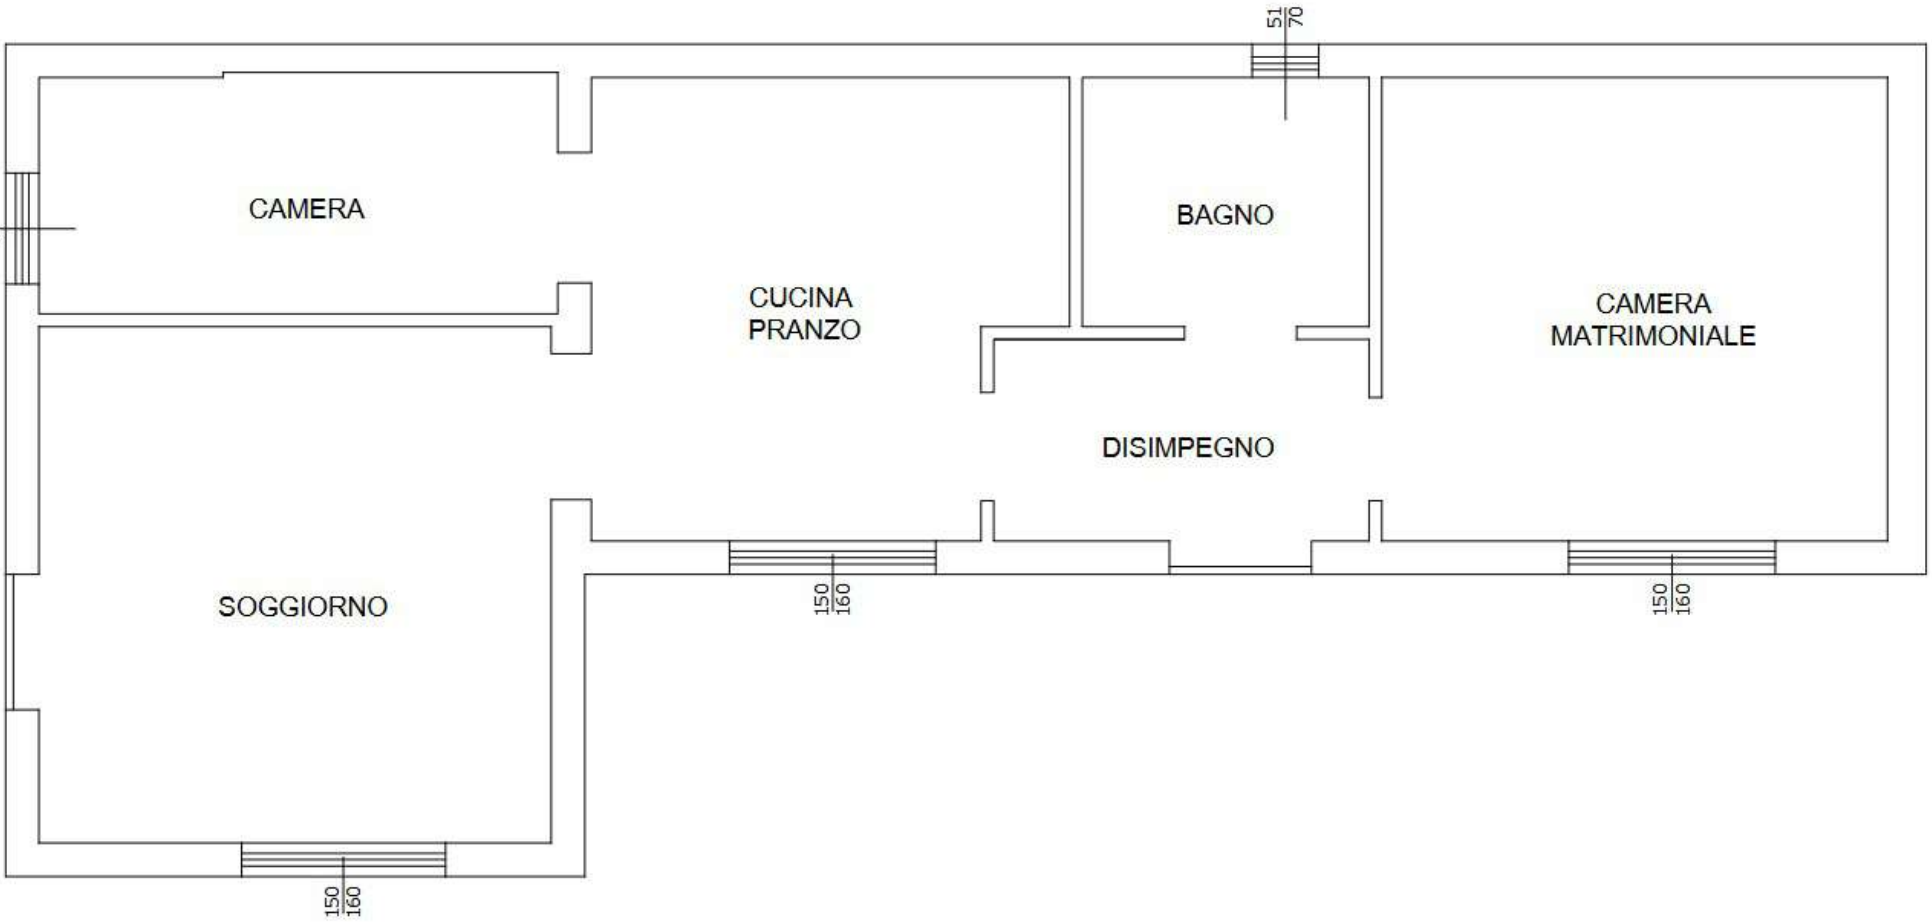 51
70
CAMERA
BAGNO
CUCINA
PRANZO
CAMERA
MATRIMONIALE
DISIMPEGNO
SOGGIORNO
150
160
150
160
150
160